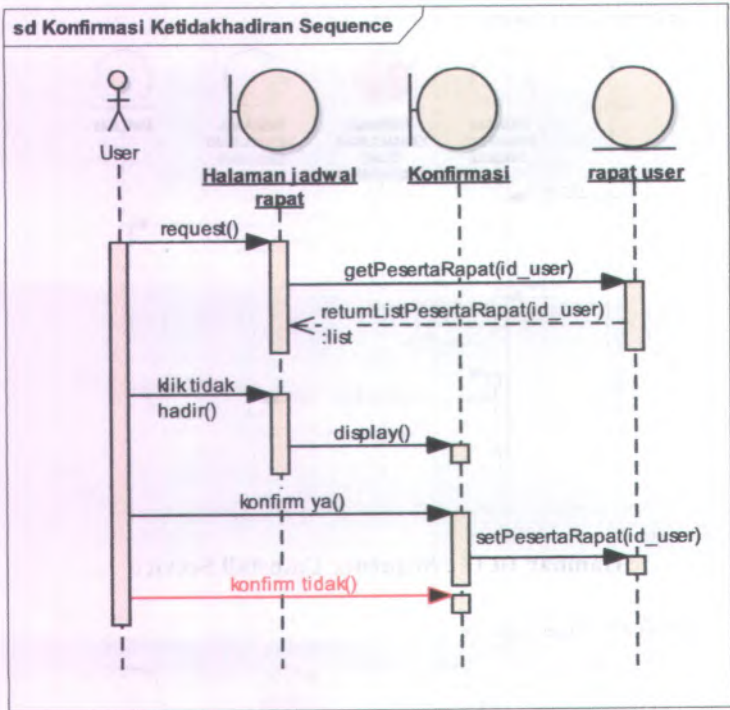 sd Konfirmasi Ketidakhadiran Sequence
User
Halaman jadwal
rapat
Konfirmasi
rapat user
request()
getPesertaRapat(id_user)
returnListPesertaRapat(id_user)
:list
klik tidak
hadir()
display()
konfirm ya()
setPesertaRapat(id_user)
konfirm tidak()